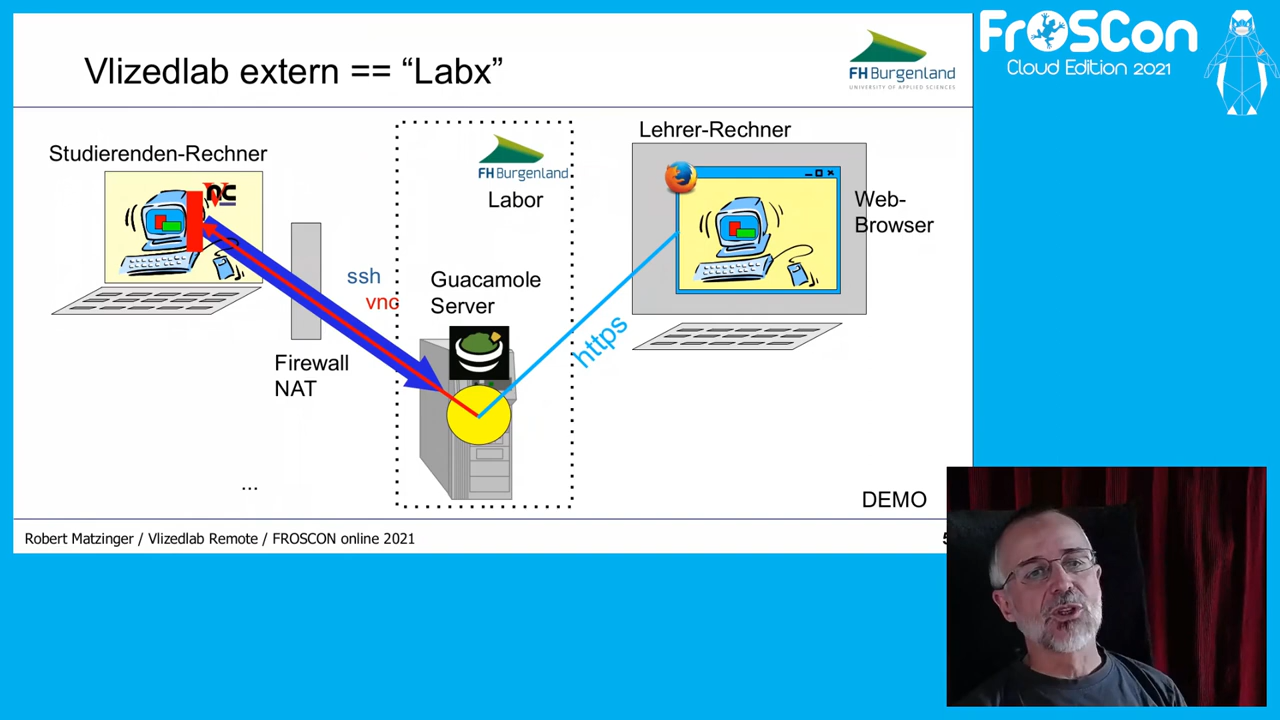 Vlizedlab extern == “Labx”
FH Burgenland
UNIVERSITY OF APPLIED SCIENCES
FrOSCon
Cloud Edition 2021
Studierenden-Rechner
vnc
Firewall
NAT
ssh
vnc
FH Burgenland
Labor
Guacamole
Server
https
Lehrer-Rechner
Web-
Browser
...
DEMO
Robert Matzinger / Vlizedlab Remote / FROSCON online 2021